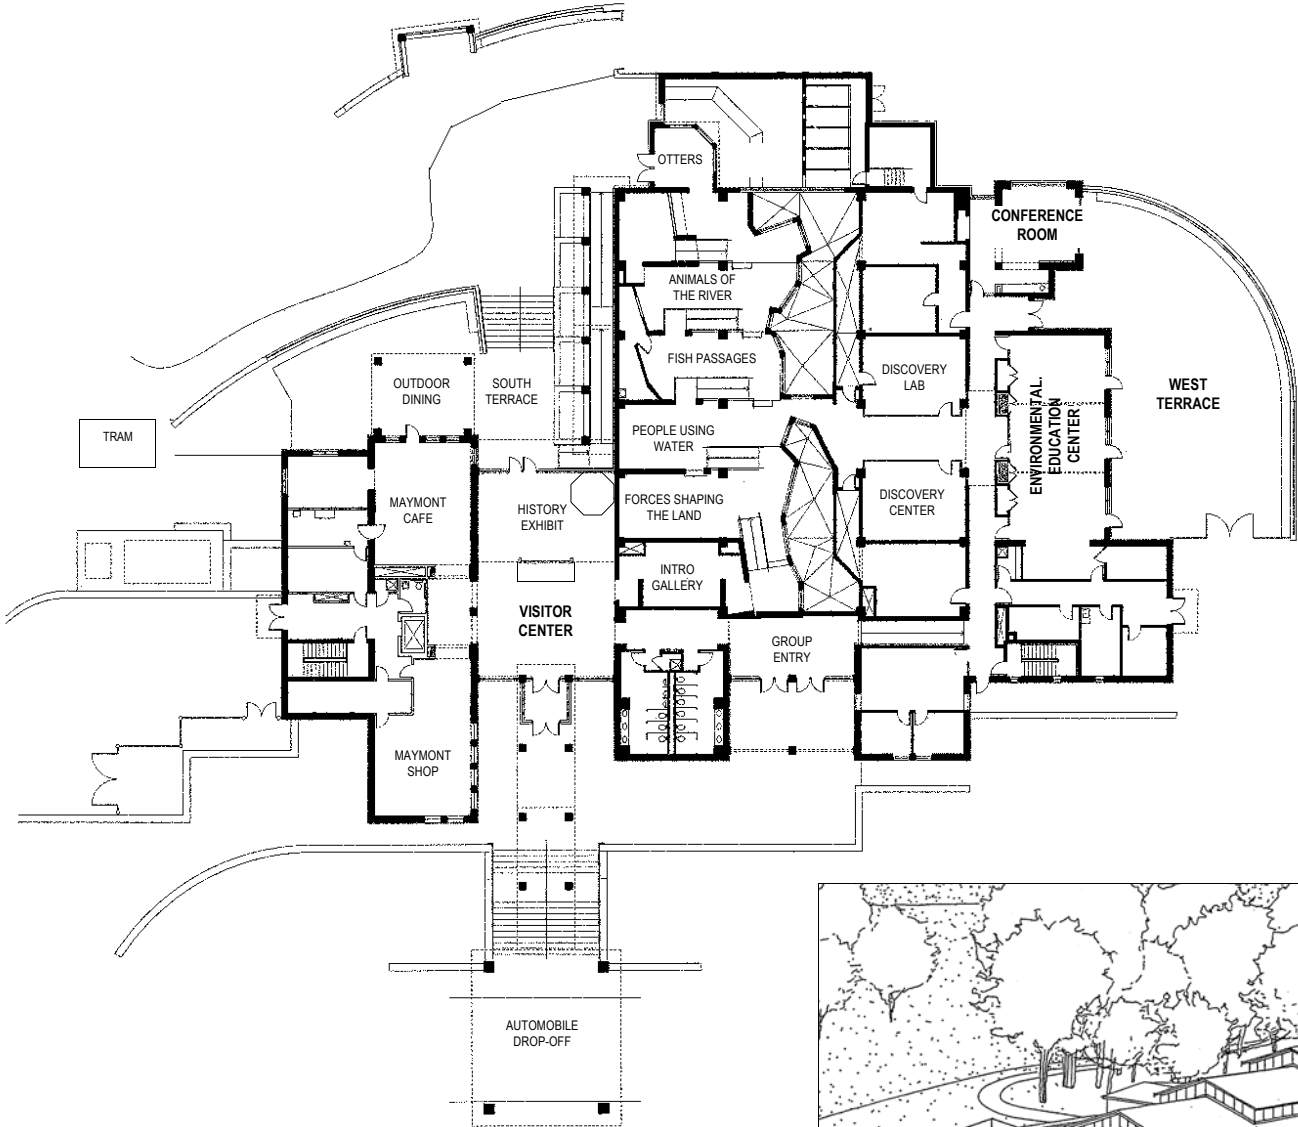 OTTERS
CONFERENCE
ROOM
ANIMALS OF
THE RIVER
FISH PASSAGES
DISCOVERY
LAB
OUTDOOR
DINING
SOUTH
TERRACE
WEST
TERRACE
ENVIRONMENTAL.
EDUCATION
CENTER
TRAM
PEOPLE USING
WATER
MAYMONT
CAFE
HISTORY
EXHIBIT
FORCES SHAPING
THE LAND
DISCOVERY
CENTER
INTRO
GALLERY
VISITOR
CENTER
GROUP
ENTRY
MAYMONT
SHOP
AUTOMOBILE
DROP-OFF